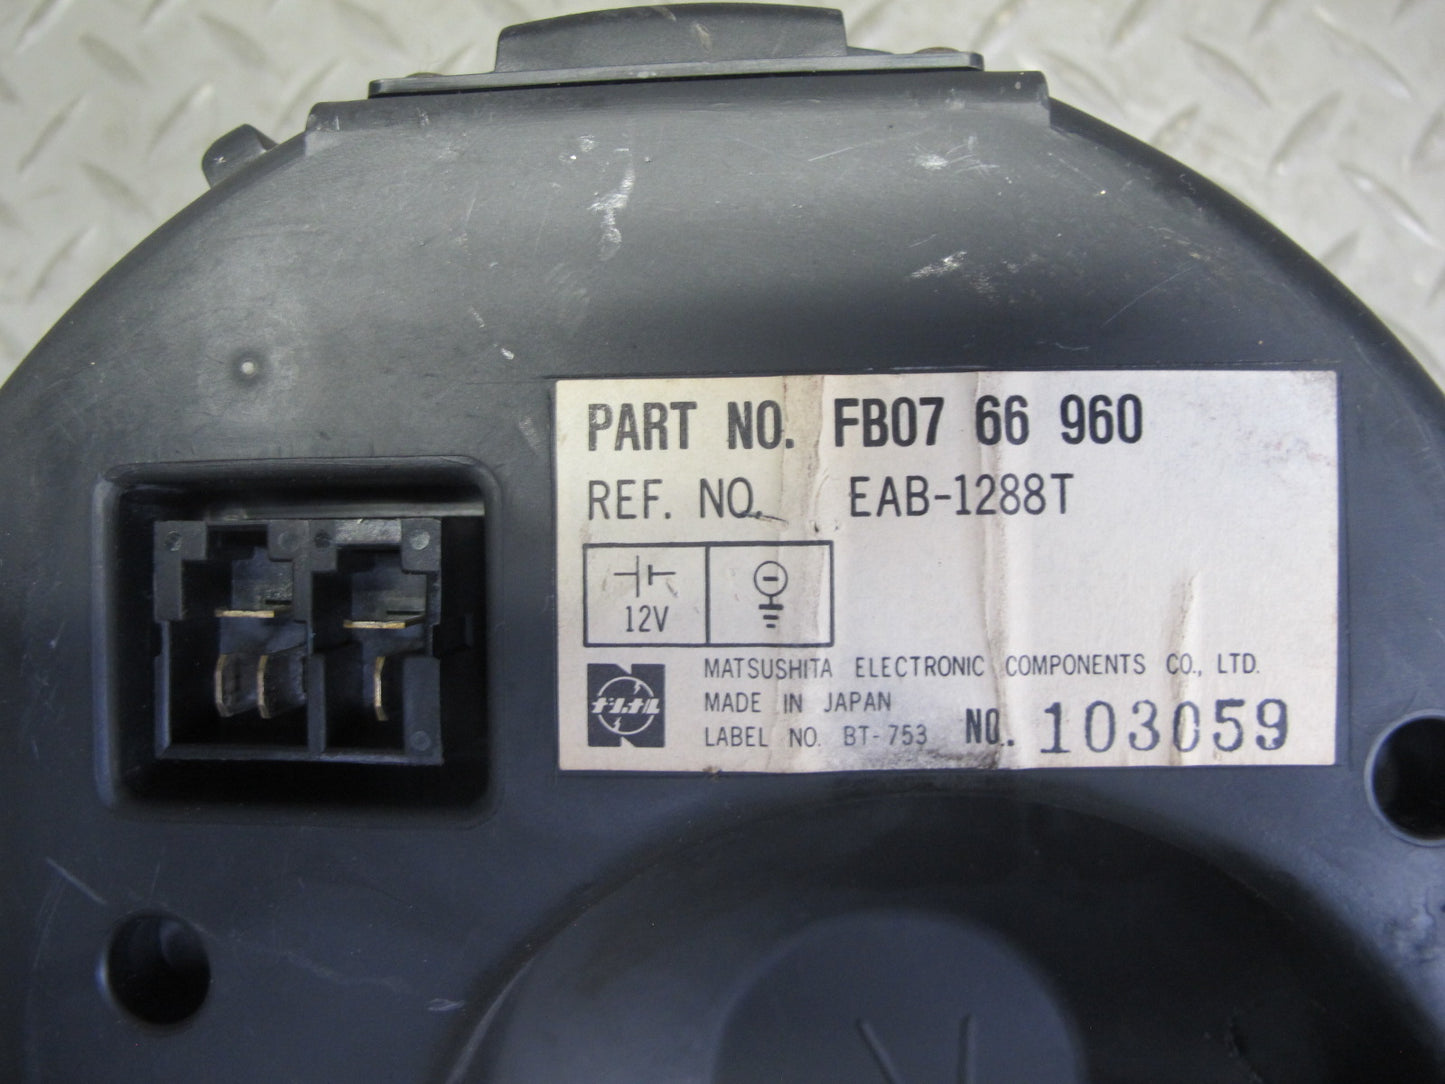 PART NO. FB07 66 960
REF. NO. EAB-1288T
12V
MATSUSHITA ELECTRONIC COMPONENTS CO., LTD.
ナショナル
MADE IN JAPAN
LABEL NO. BT-753 NO. 103059